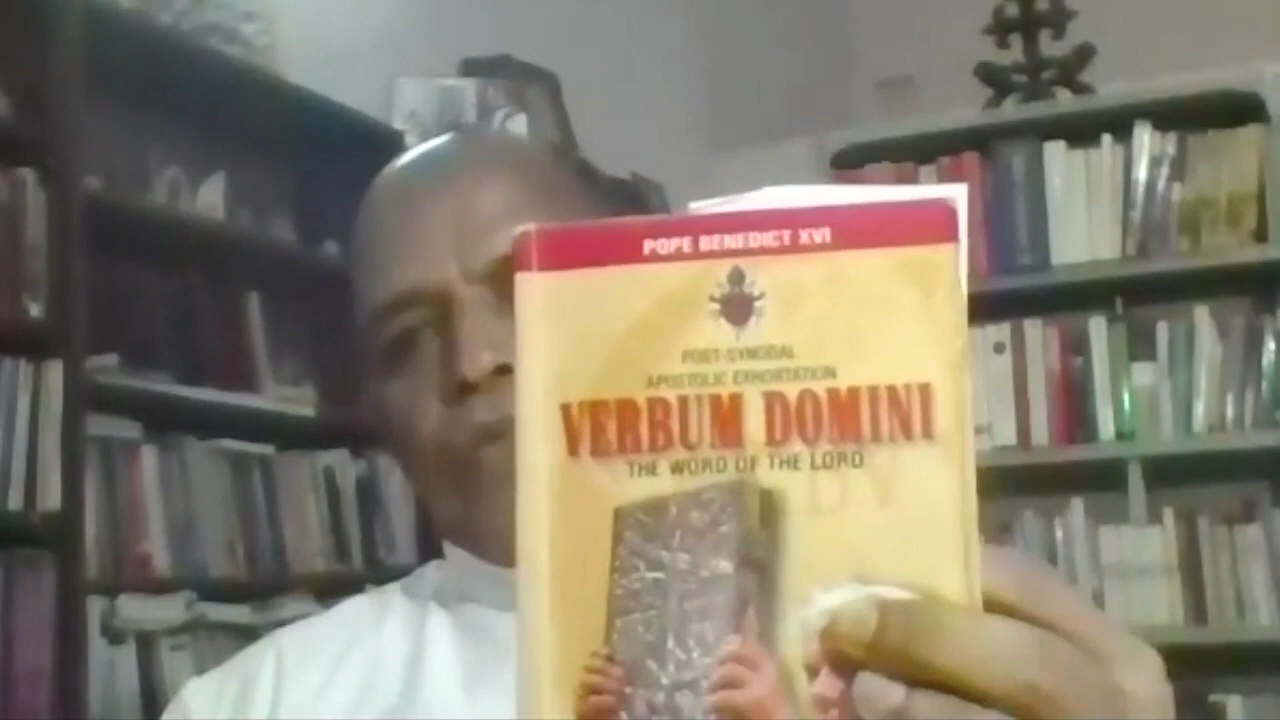 POPE BENEDICT XVI
POST-SYNODAL
APOSTOLIC EXHORTATION
VERBUM DOMINI
THE WORD OF THE LORD